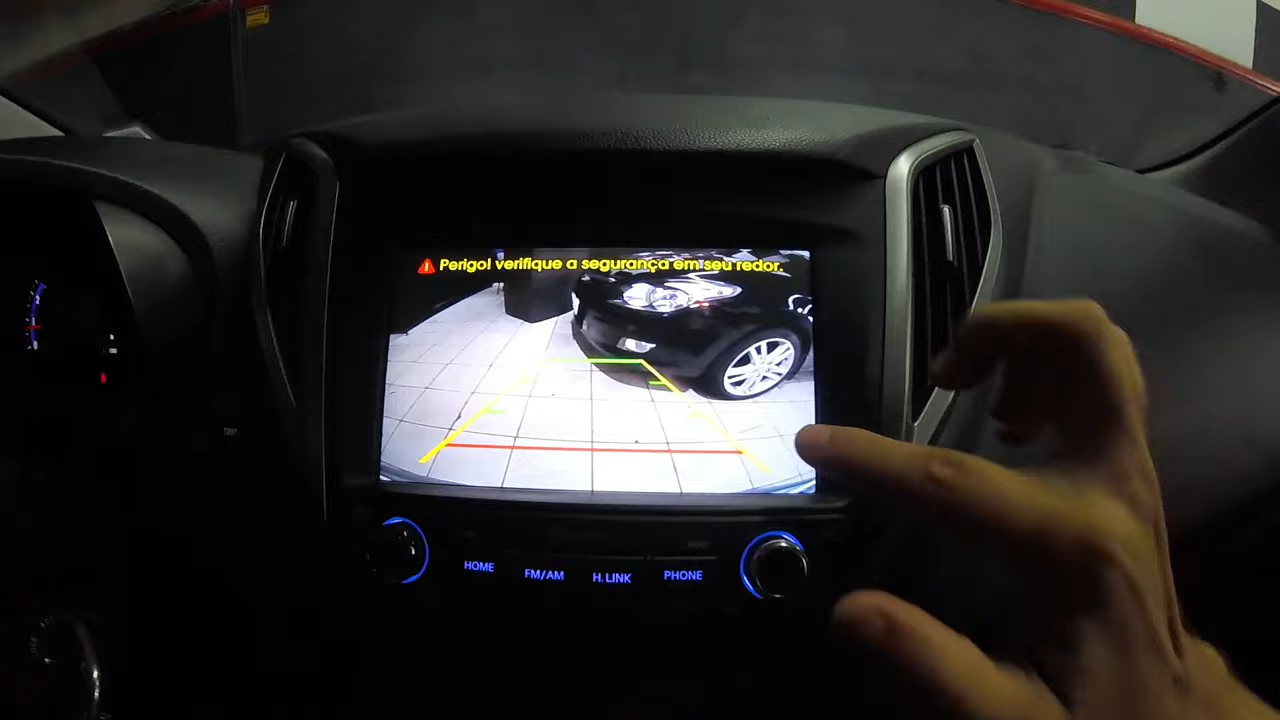 Perigo! verifique a segurança em seu redor.
HOME
FM/AM
H.LINK
PHONE